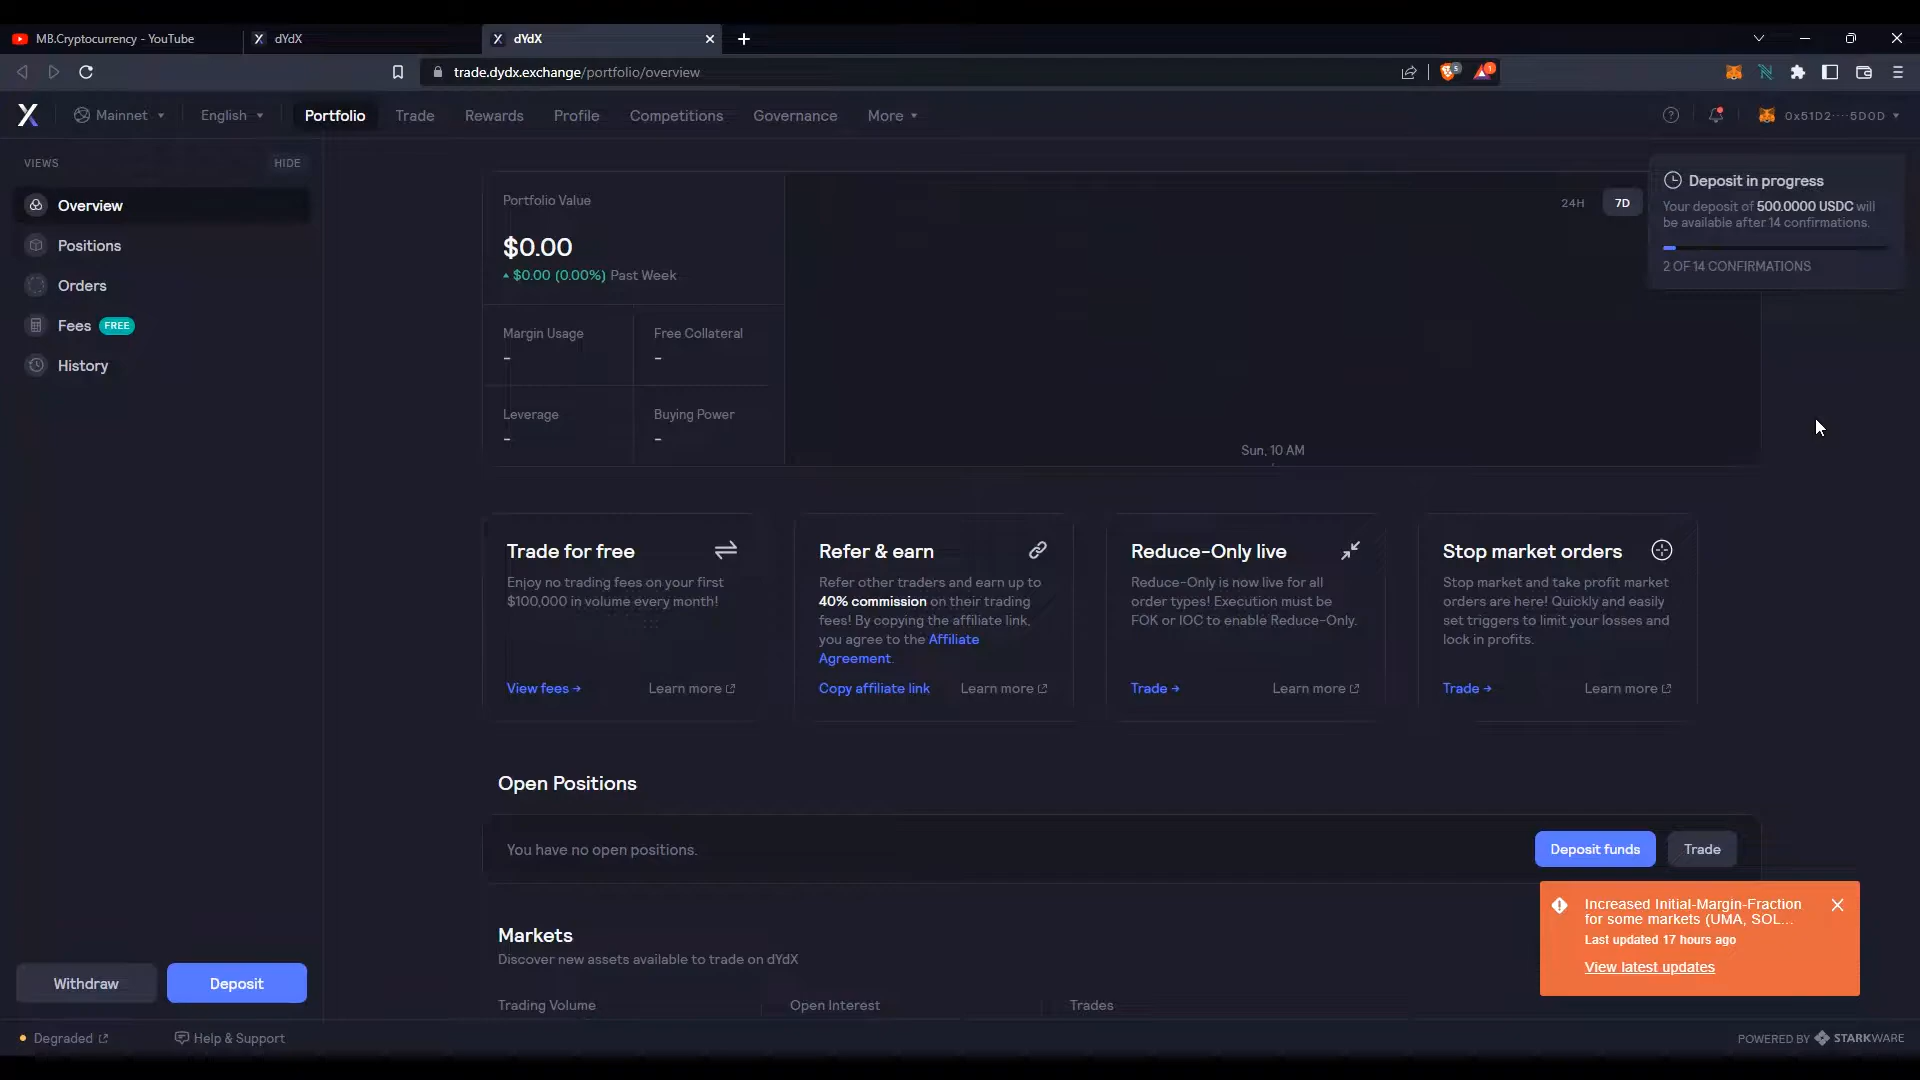 MB.Cryptocurrency - YouTube
dYdX
dYdX
trade.dydx.exchange/portfolio/overview
5
1
Mainnet
English
Portfolio
Trade
Rewards
Profile
Competitions
Governance
More
0x51D2····5D0D
VIEWS
HIDE
Overview
Positions
Orders
Fees FREE
History
Portfolio Value
$0.00
$0.00 (0.00%) Past Week
Margin Usage
-
Free Collateral
-
Leverage
-
Buying Power
-
24H
7D
Sun, 10 AM
Deposit in progress
Your deposit of 500.0000 USDC will
be available after 14 confirmations.
2 OF 14 CONFIRMATIONS
Trade for free
Enjoy no trading fees on your first
$100,000 in volume every month!
View fees →
Learn more
Refer & earn
Refer other traders and earn up to
40% commission on their trading
fees! By copying the affiliate link,
you agree to the Affiliate
Agreement.
Copy affiliate link
Learn more
Reduce-Only live
Reduce-Only is now live for all
order types! Execution must be
FOK or IOC to enable Reduce-Only.
Trade →
Learn more
Stop market orders
Stop market and take profit market
orders are here! Quickly and easily
set triggers to limit your losses and
lock in profits.
Trade →
Learn more
Open Positions
You have no open positions.
Deposit funds
Trade
Markets
Discover new assets available to trade on dYdX
Trading Volume
Open Interest
Trades
Increased Initial-Margin-Fraction
for some markets (UMA, SOL...
Last updated 17 hours ago
View latest updates
Withdraw
Deposit
Degraded
Help & Support
POWERED BY STARKWARE